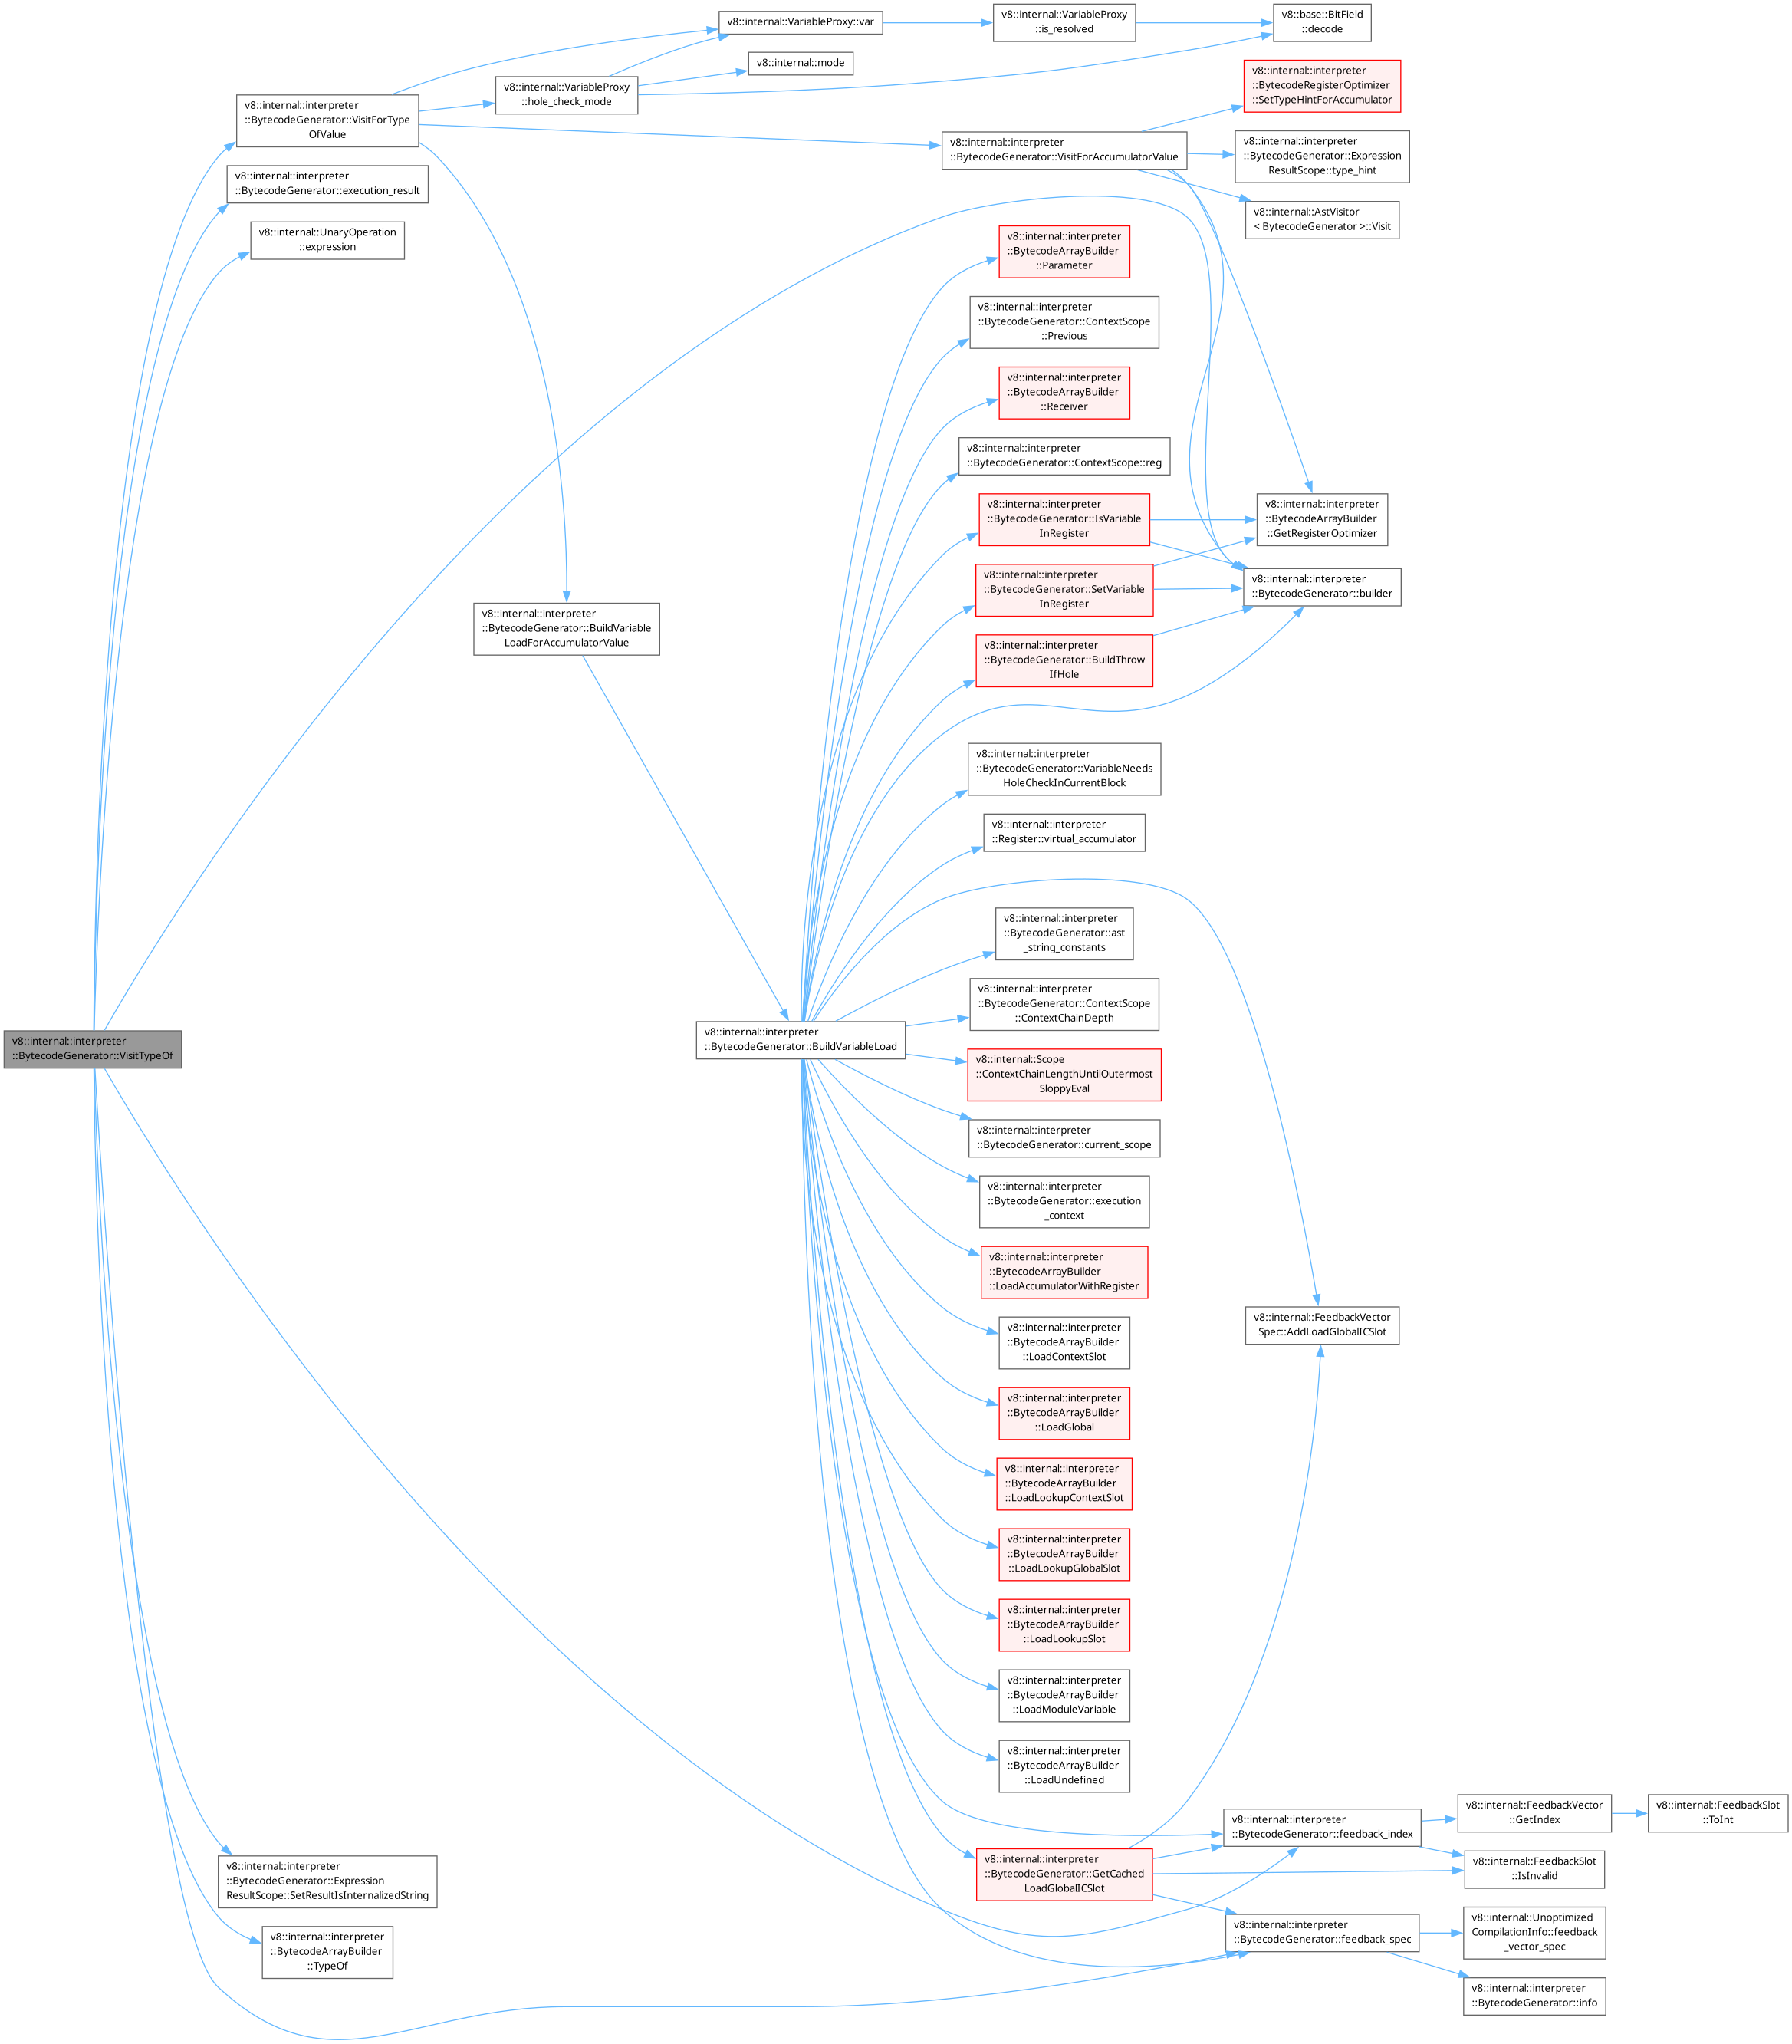 v8::internal::interpreter
::BytecodeGenerator::VisitTypeOf
v8::internal::interpreter
::BytecodeGenerator::VisitForType
OfValue
v8::internal::interpreter
::BytecodeGenerator::execution_result
v8::internal::UnaryOperation
::expression
v8::internal::interpreter
::BytecodeGenerator::Expression
ResultScope::SetResultIsInternalizedString
v8::internal::interpreter
::BytecodeArrayBuilder
::TypeOf
v8::internal::VariableProxy
::hole_check_mode
v8::internal::interpreter
::BytecodeGenerator::BuildVariable
LoadForAccumulatorValue
v8::internal::VariableProxy::var
v8::internal::mode
v8::internal::interpreter
::BytecodeGenerator::BuildVariableLoad
v8::internal::VariableProxy
::is_resolved
v8::internal::interpreter
::BytecodeGenerator::VisitForAccumulatorValue
v8::internal::interpreter
::BytecodeArrayBuilder
::Parameter
v8::internal::interpreter
::BytecodeGenerator::ContextScope
::Previous
v8::internal::interpreter
::BytecodeArrayBuilder
::Receiver
v8::internal::interpreter
::BytecodeGenerator::ContextScope::reg
v8::internal::interpreter
::BytecodeGenerator::IsVariable
InRegister
v8::internal::interpreter
::BytecodeGenerator::SetVariable
InRegister
v8::internal::interpreter
::BytecodeGenerator::BuildThrow
IfHole
v8::internal::interpreter
::BytecodeGenerator::VariableNeeds
HoleCheckInCurrentBlock
v8::internal::interpreter
::Register::virtual_accumulator
v8::internal::interpreter
::BytecodeGenerator::ast
_string_constants
v8::internal::interpreter
::BytecodeGenerator::ContextScope
::ContextChainDepth
v8::internal::Scope
::ContextChainLengthUntilOutermost
SloppyEval
v8::internal::interpreter
::BytecodeGenerator::current_scope
v8::internal::interpreter
::BytecodeGenerator::execution
_context
v8::internal::interpreter
::BytecodeArrayBuilder
::LoadAccumulatorWithRegister
v8::internal::interpreter
::BytecodeArrayBuilder
::LoadContextSlot
v8::internal::interpreter
::BytecodeArrayBuilder
::LoadGlobal
v8::internal::interpreter
::BytecodeArrayBuilder
::LoadLookupContextSlot
v8::internal::interpreter
::BytecodeArrayBuilder
::LoadLookupGlobalSlot
v8::internal::interpreter
::BytecodeArrayBuilder
::LoadLookupSlot
v8::internal::interpreter
::BytecodeArrayBuilder
::LoadModuleVariable
v8::internal::interpreter
::BytecodeArrayBuilder
::LoadUndefined
v8::internal::interpreter
::BytecodeGenerator::GetCached
LoadGlobalICSlot
v8::base::BitField
::decode
v8::internal::interpreter
::BytecodeRegisterOptimizer
::SetTypeHintForAccumulator
v8::internal::interpreter
::BytecodeGenerator::Expression
ResultScope::type_hint
v8::internal::AstVisitor
< BytecodeGenerator >::Visit
v8::internal::interpreter
::BytecodeArrayBuilder
::GetRegisterOptimizer
v8::internal::interpreter
::BytecodeGenerator::builder
v8::internal::FeedbackVector
Spec::AddLoadGlobalICSlot
v8::internal::interpreter
::BytecodeGenerator::feedback_index
v8::internal::interpreter
::BytecodeGenerator::feedback_spec
v8::internal::FeedbackVector
::GetIndex
v8::internal::FeedbackSlot
::IsInvalid
v8::internal::Unoptimized
CompilationInfo::feedback
_vector_spec
v8::internal::interpreter
::BytecodeGenerator::info
v8::internal::FeedbackSlot
::ToInt